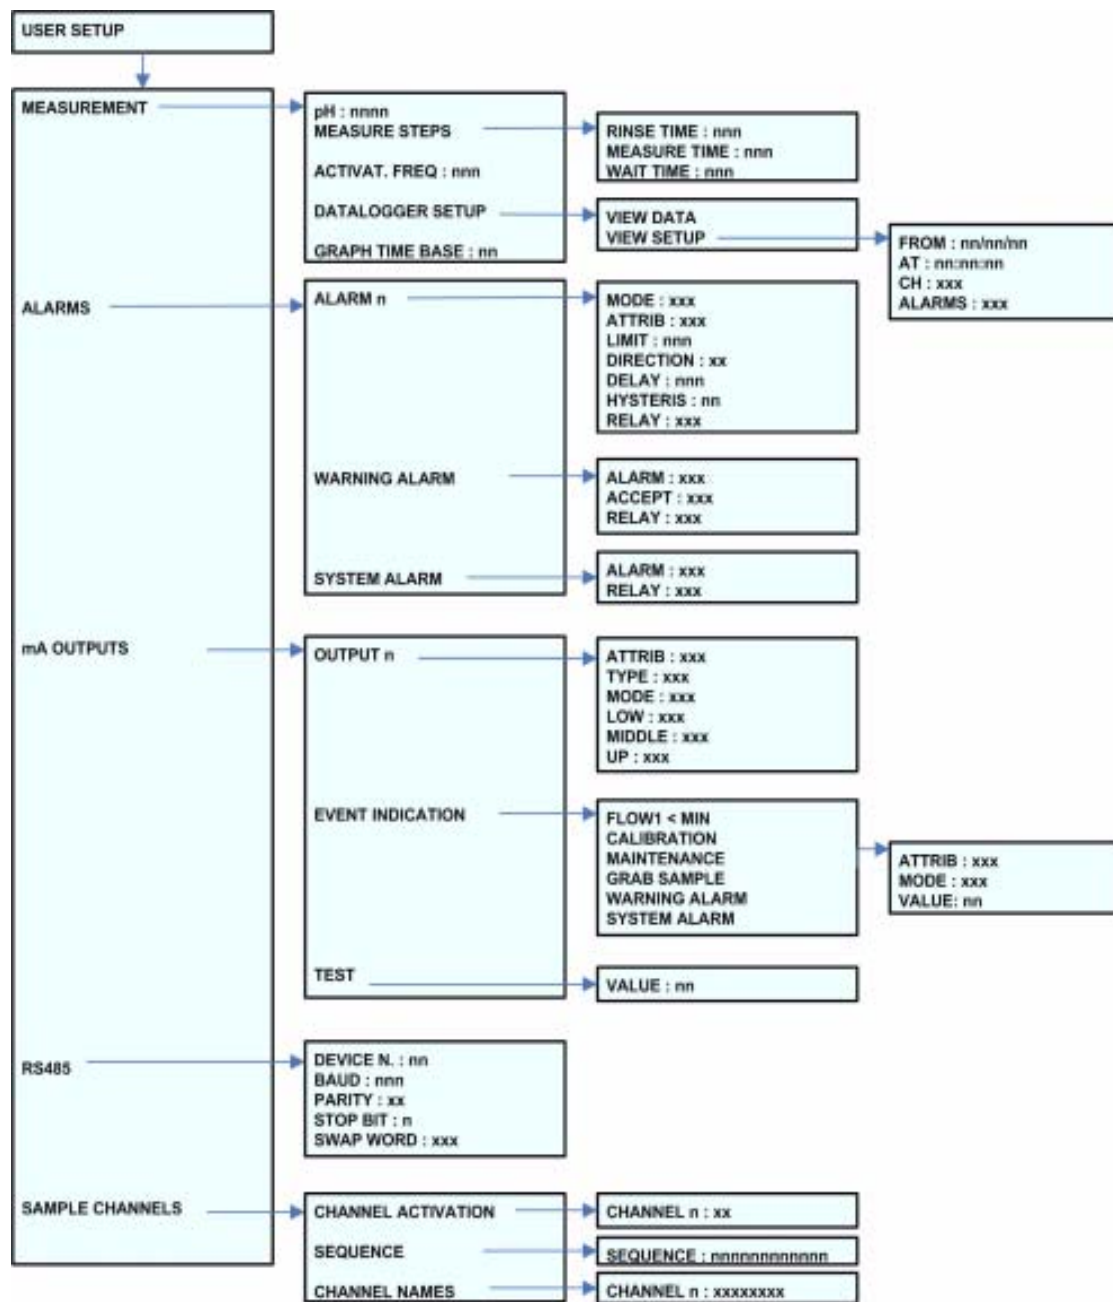 USER SETUP
MEASUREMENT
pH : nnnn
MEASURE STEPS
ACTIVAT. FREQ : nnn
DATALOGGER SETUP
GRAPH TIME BASE : nn
RINSE TIME : nnn
MEASURE TIME : nnn
WAIT TIME : nnn
VIEW DATA
VIEW SETUP
FROM : nn/nn/nn
AT : nn:nn:nn
CH : xxx
ALARMS : xxx
ALARMS
ALARM n
MODE : xxx
ATTRIB : xxx
LIMIT : nnn
DIRECTION : xx
DELAY : nnn
HYSTERIS : nn
RELAY : xxx
WARNING ALARM
ALARM : xxx
ACCEPT : xxx
RELAY : xxx
SYSTEM ALARM
ALARM : xxx
RELAY : xxx
mA OUTPUTS
OUTPUT n
ATTRIB : xxx
TYPE : xxx
MODE : xxx
LOW : xxx
MIDDLE : xxx
UP : xxx
EVENT INDICATION
FLOW1 < MIN
CALIBRATION
MAINTENANCE
GRAB SAMPLE
WARNING ALARM
SYSTEM ALARM
ATTRIB : xxx
MODE : xxx
VALUE: nn
TEST
VALUE : nn
RS485
DEVICE N. : nn
BAUD : nnn
PARITY : xx
STOP BIT : n
SWAP WORD : xxx
SAMPLE CHANNELS
CHANNEL ACTIVATION
CHANNEL n : xx
SEQUENCE
SEQUENCE : nnnnnnnnnnnn
CHANNEL NAMES
CHANNEL n : xxxxxxxx